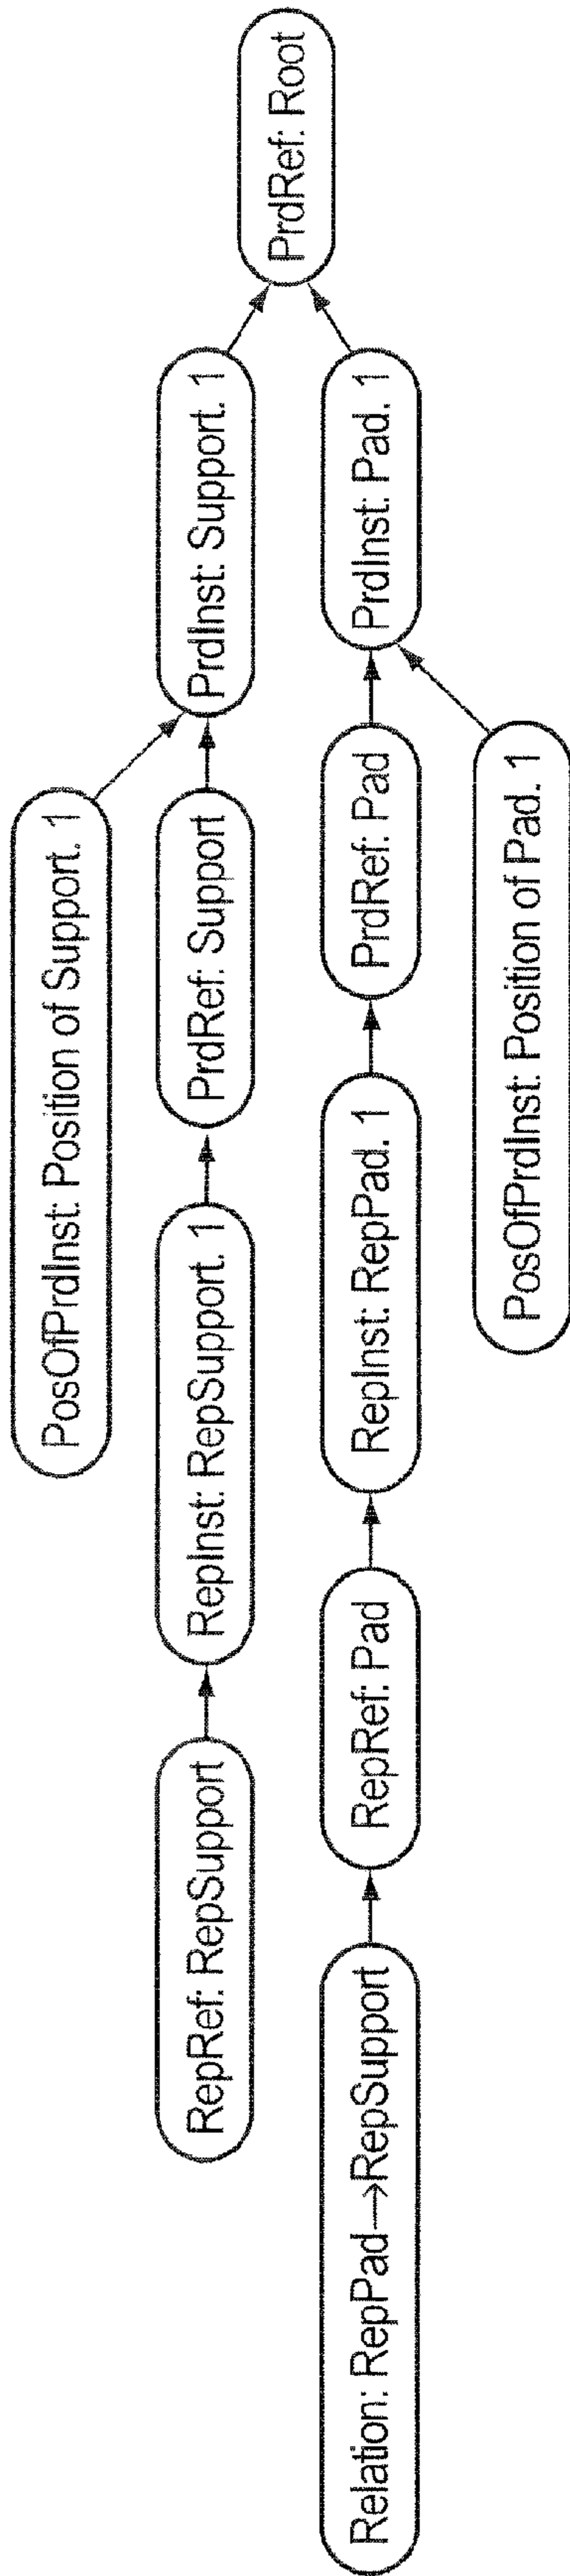 PosOfPrdInst: Position of Support. 1
RepRef: RepSupport
RepInst: RepSupport. 1
PrdRef: Support
PrdInst: Support. 1
PrdRef: Root
Relation: RepPad→RepSupport
RepRef: Pad
RepInst: RepPad. 1
PrdRef: Pad
PrdInst: Pad. 1
PosOfPrdInst: Position of Pad. 1